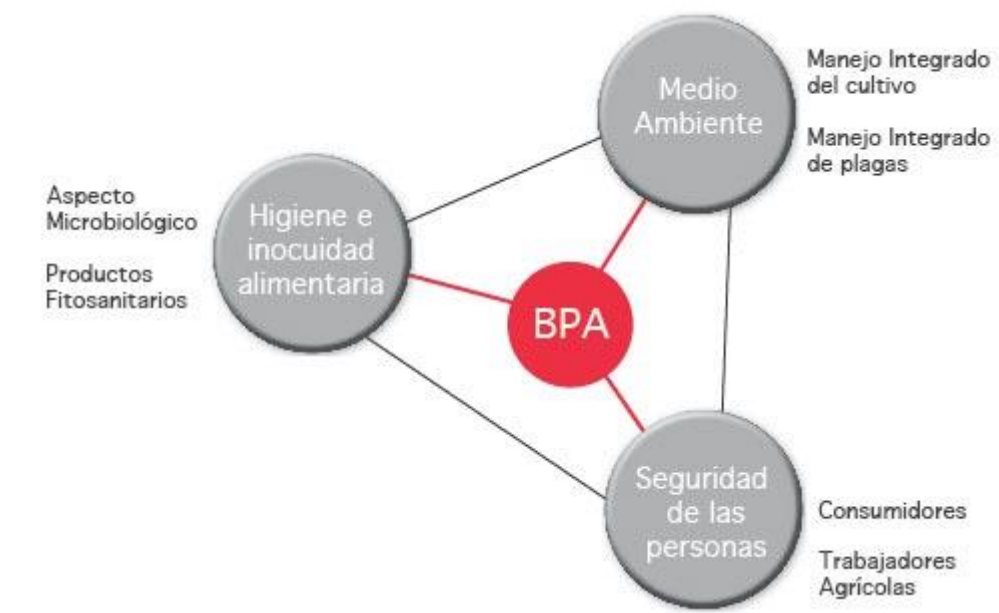 Medio
Ambiente
Manejo Integrado
del cultivo
Manejo Integrado
de plagas
Aspecto
Microbiológico
Productos
Fitosanitarios
Higiene e
inocuidad
alimentaria
BPA
Seguridad
de las
personas
Consumidores
Trabajadores
Agrícolas